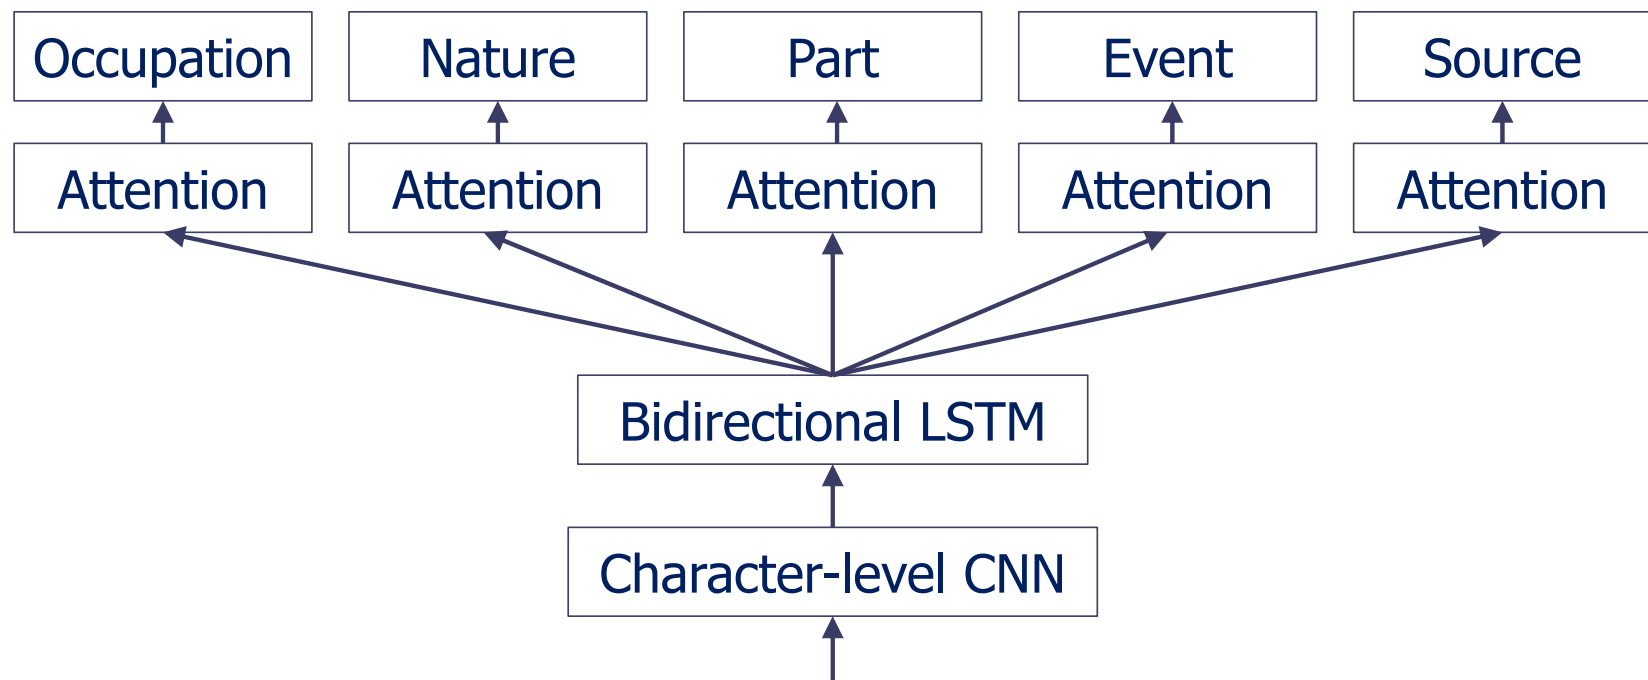 Occupation Nature Part Event Source
Attention Attention Attention Attention Attention
Bidirectional LSTM
Character-level CNN